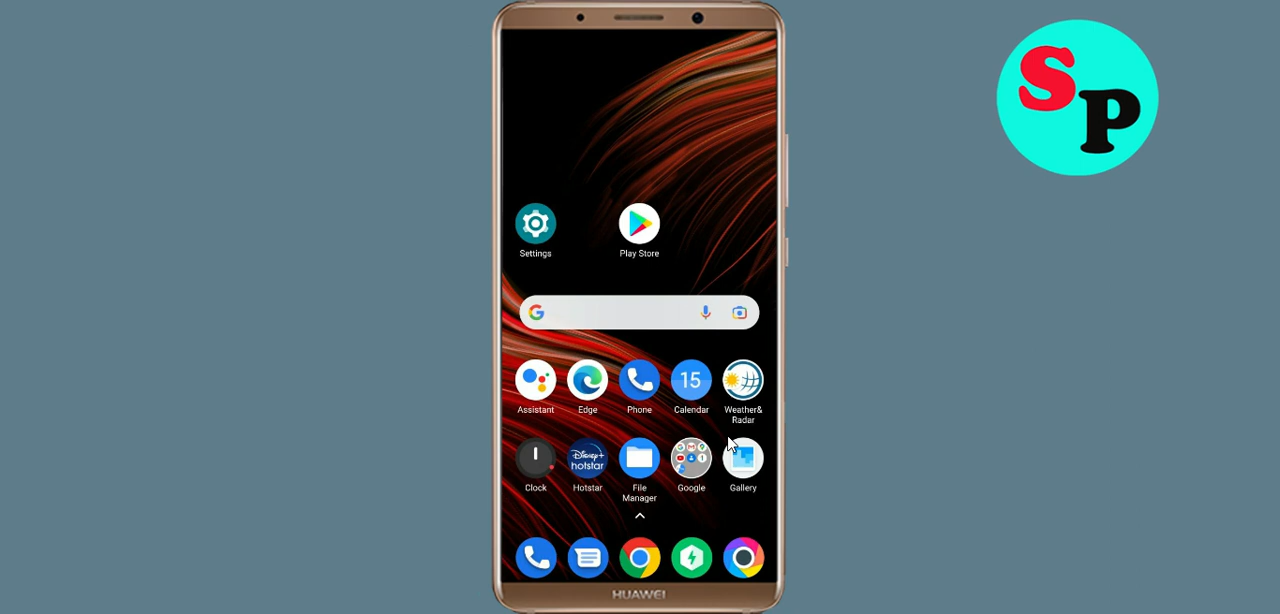 SP
Settings
Play Store
Assistant
Edge
Phone
15
Calendar
Weather&
Radar
Disney+
hotstar
Clock
Hotstar
File
Manager
Google
Gallery
HUAWEI